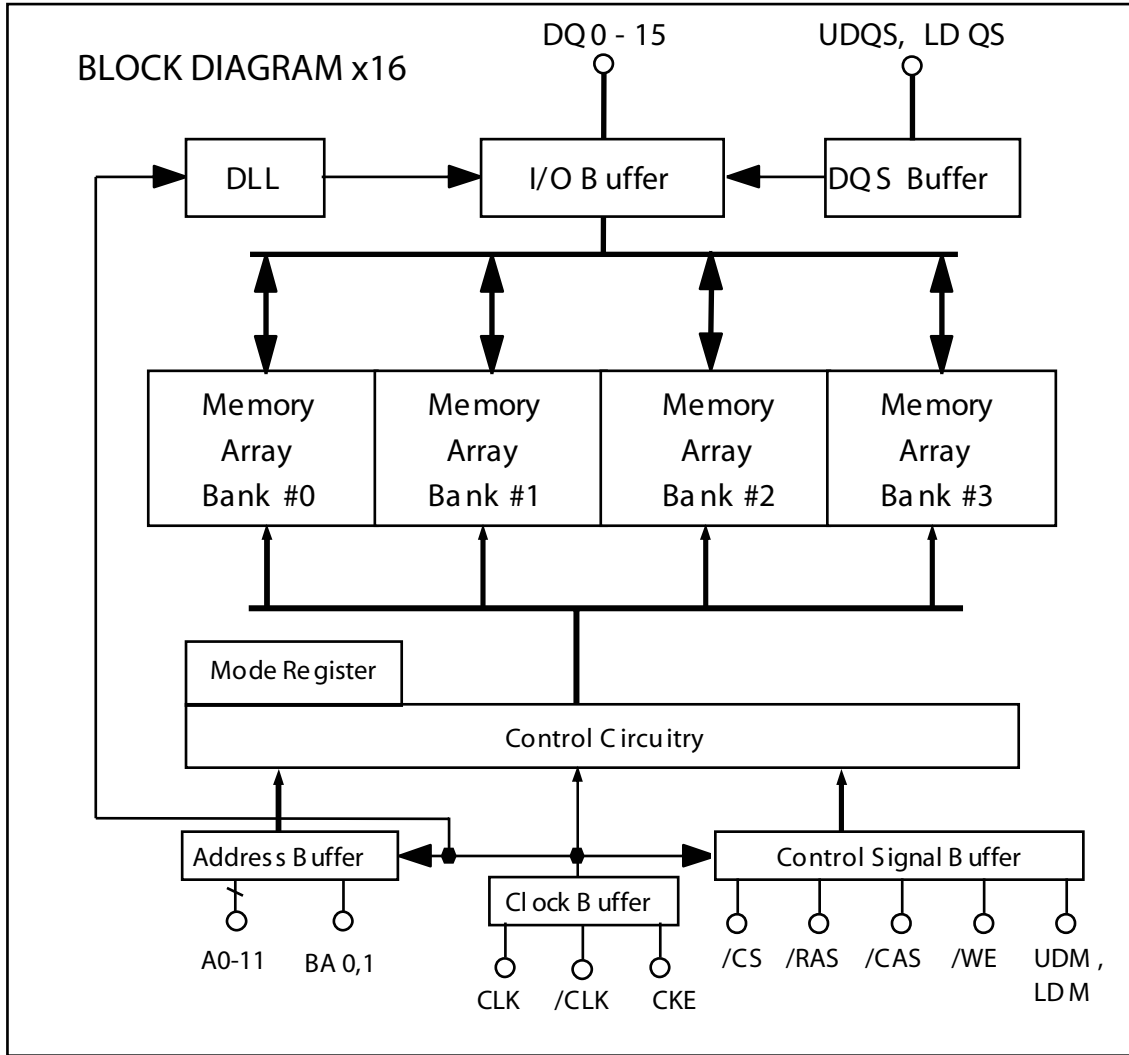 DQ0 - 15
UDQS, LDQS
BLOCK DIAGRAM x16
DLL
I/O Buffer
DQS Buffer
Memory
Array
Bank #0
Memory
Array
Bank #1
Memory
Array
Bank #2
Memory
Array
Bank #3
Mode Register
Control Circuitry
Address Buffer
Control Signal Buffer
Clock Buffer
A0-11
BA 0,1
CLK
/CLK
CKE
/CS
/RAS
/CAS
/WE
UDM,
LDM